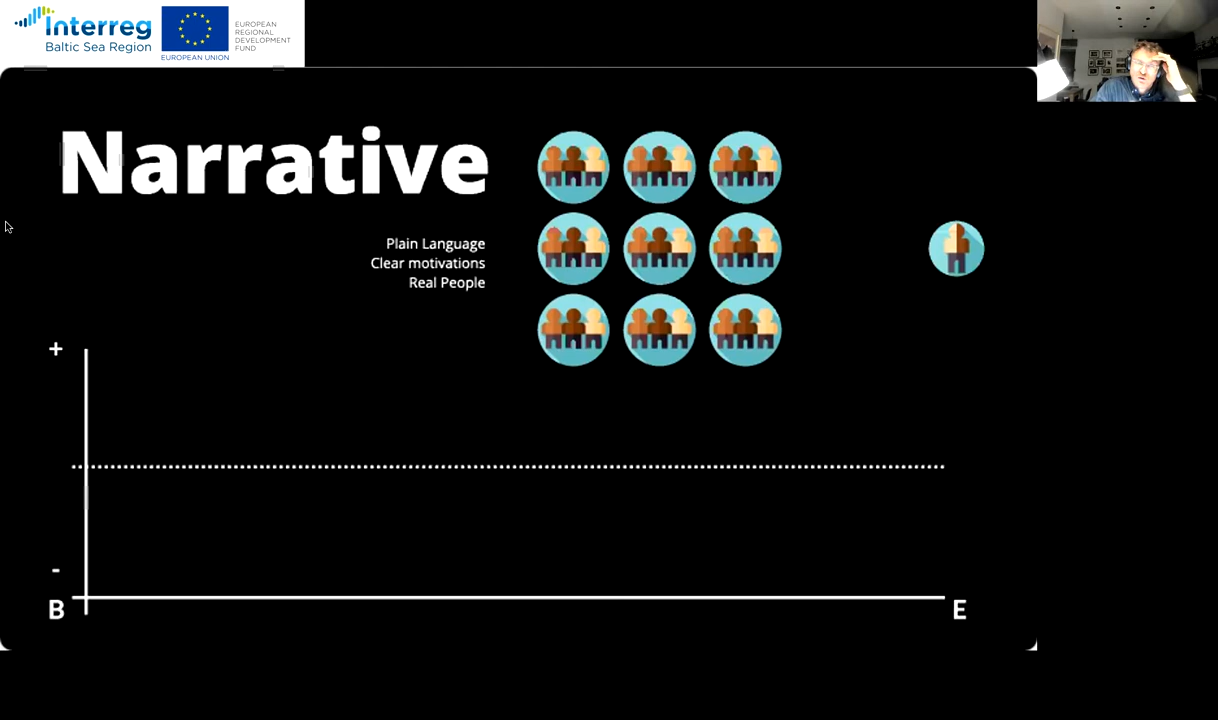 Interreg
Baltic Sea Region
EUROPEAN UNION
EUROPEAN
REGIONAL
DEVELOPMENT
FUND
Narrative
Plain Language
Clear motivations
Real People
+
-
B
E